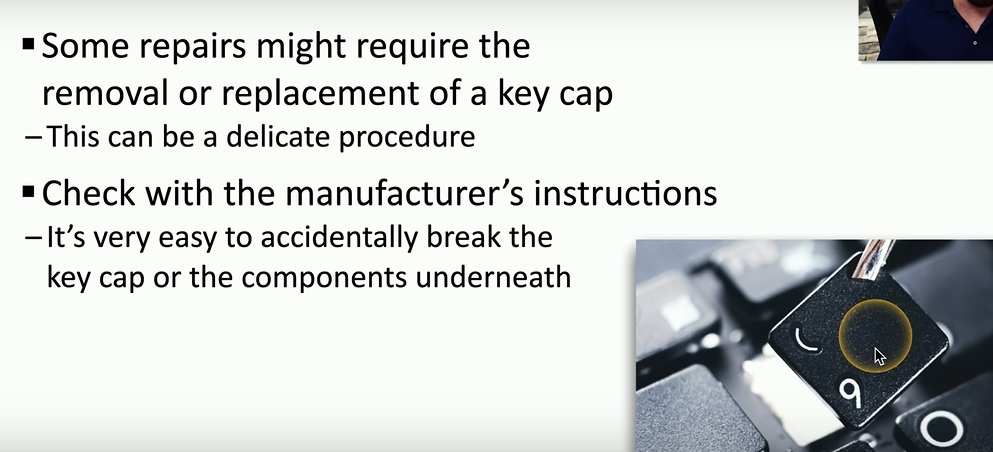 ▪Some repairs might require the
removal or replacement of a key cap
–This can be a delicate procedure
▪Check with the manufacturer’s instructions
–It’s very easy to accidentally break the
key cap or the components underneath
(
9
O